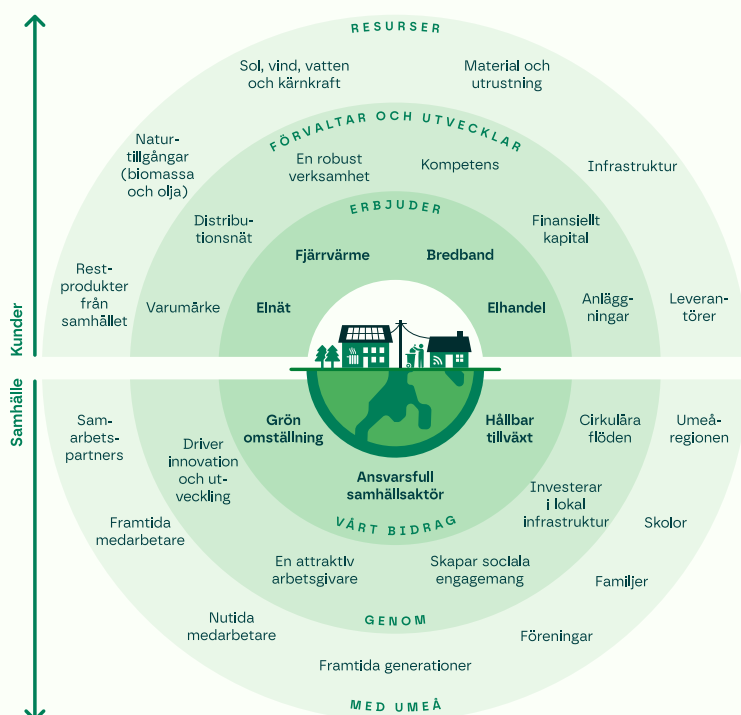 RESURSER
Sol, vind, vatten
och kärnkraft
Material och
utrustning
Natur-
tillgångar
(biomassa
och olja)
Infrastruktur
Rest-
produkter
från
samhället
Leveran-
törer
FÖRVALTAR OCH UTVECKLAR
En robust
verksamhet
Kompetens
Distribu-
tionsnät
Finansiellt
kapital
Varumärke
Anlägg-
ningar
ERBJUDER
Fjärrvärme
Bredband
Elnät
Elhandel
Kunder
Samhälle
Grön
omställning
Hållbar
tillväxt
Ansvarsfull
samhällsaktör
VÅRT BIDRAG
Driver
innovation
och ut-
veckling
Cirkulära
flöden
Investerar
i lokal
infrastruktur
En attraktiv
arbetsgivare
Skapar sociala
engagemang
GENOM
Sam-
arbets-
partners
Umeå-
regionen
Framtida
medarbetare
Skolor
Familjer
Nutida
medarbetare
Föreningar
Framtida generationer
MED UMEÅ